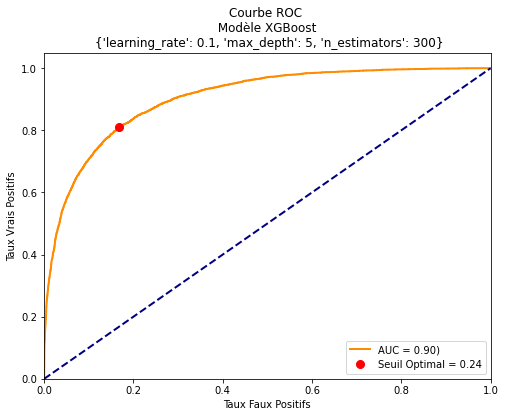 Courbe ROC
Modèle XGBoost
{'learning_rate': 0.1, 'max_depth': 5, 'n_estimators': 300}
1.0
0.8
0.6
0.4
0.2
0.0
Taux Vrais Positifs
AUC = 0.90)
Seuil Optimal = 0.24
0.0
0.2
0.4
0.6
0.8
1.0
Taux Faux Positifs